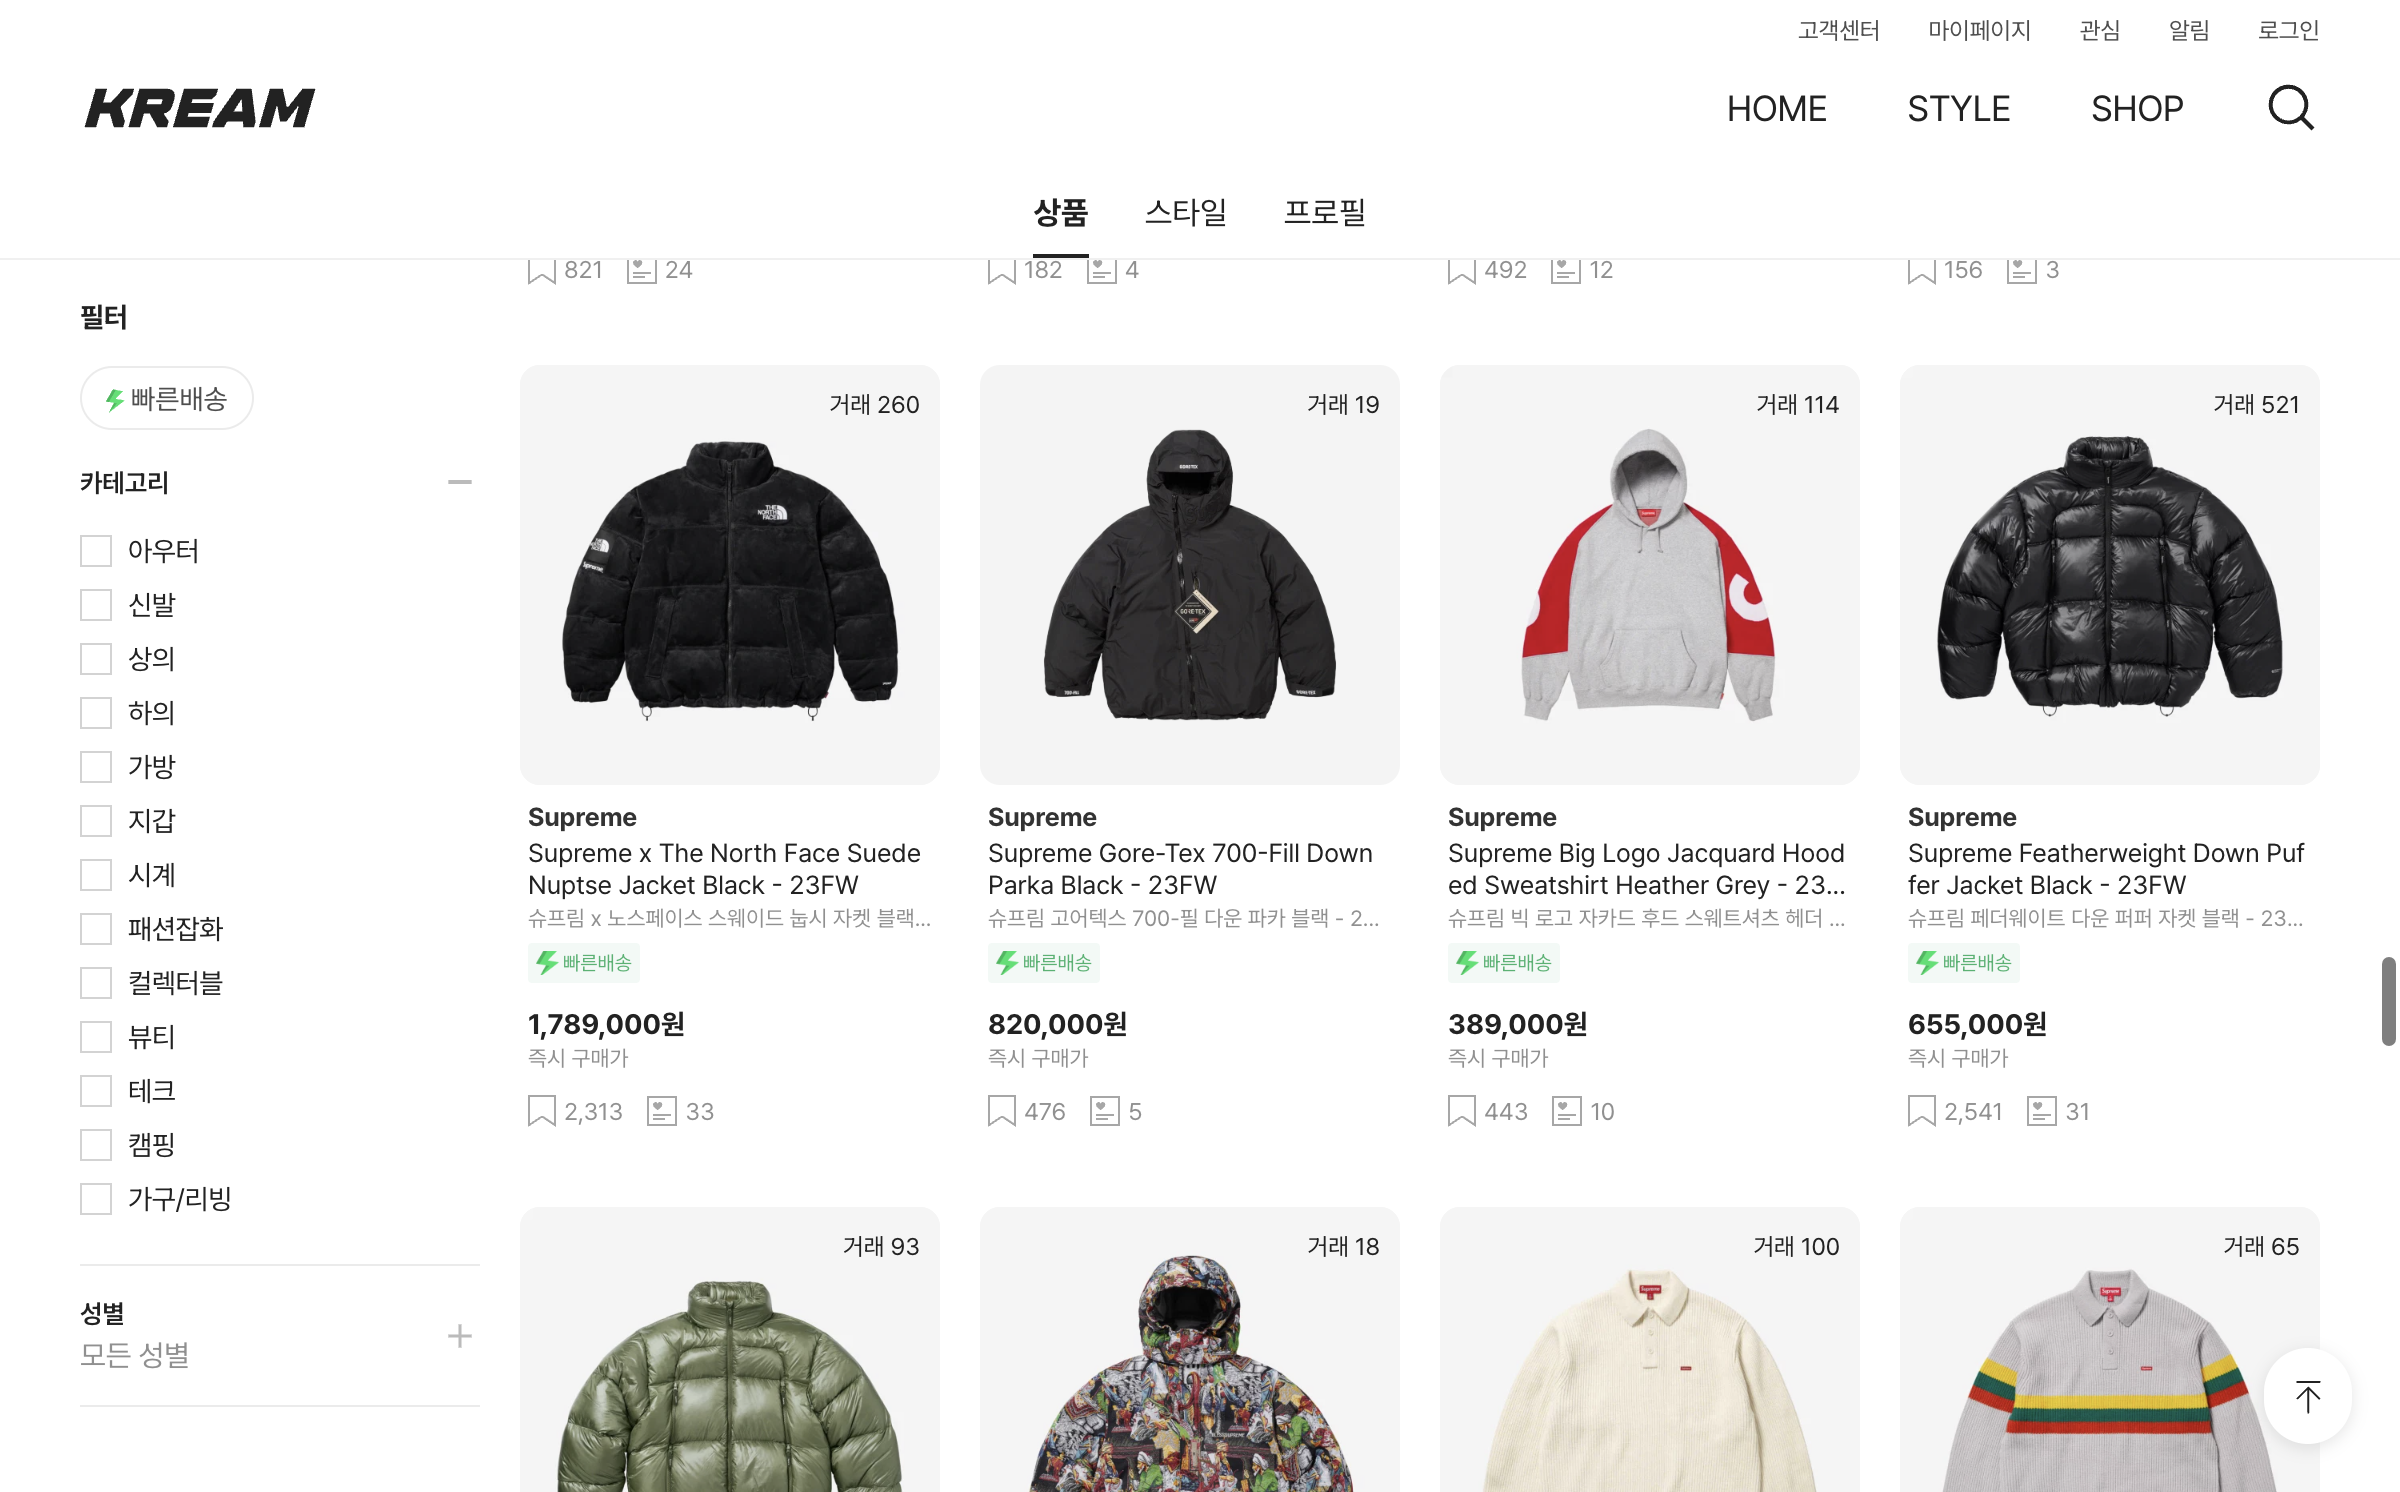 고객센터 마이페이지 관심 알림 로그인
KREAM
HOME STYLE SHOP
상품 스타일 프로필
821 24
182 4
492 12
156 3
필터
빠른배송
카테고리
아우터
신발
상의
하의
가방
지갑
시계
패션잡화
컬렉터블
뷰티
테크
캠핑
가구/리빙
성별
모든 성별
거래 260
THE NORTH FACE
Supreme
Supreme x The North Face Suede
Nuptse Jacket Black - 23FW
슈프림 x 노스페이스 스웨이드 눕시 자켓 블랙...
빠른배송
1,789,000원
즉시 구매가
2,313 33
거래 19
GORE-TEX
Supreme
Supreme Gore-Tex 700-Fill Down
Parka Black - 23FW
슈프림 고어텍스 700-필 다운 파카 블랙 - 2...
빠른배송
820,000원
즉시 구매가
476 5
거래 114
Supreme
Supreme
Supreme Big Logo Jacquard Hood
ed Sweatshirt Heather Grey - 23...
슈프림 빅 로고 자카드 후드 스웨트셔츠 헤더 ...
빠른배송
389,000원
즉시 구매가
443 10
거래 521
Supreme
Supreme Featherweight Down Puf
fer Jacket Black - 23FW
슈프림 페더웨이트 다운 퍼퍼 자켓 블랙 - 23...
빠른배송
655,000원
즉시 구매가
2,541 31
거래 93
거래 18
거래 100
Supreme
거래 65
Supreme